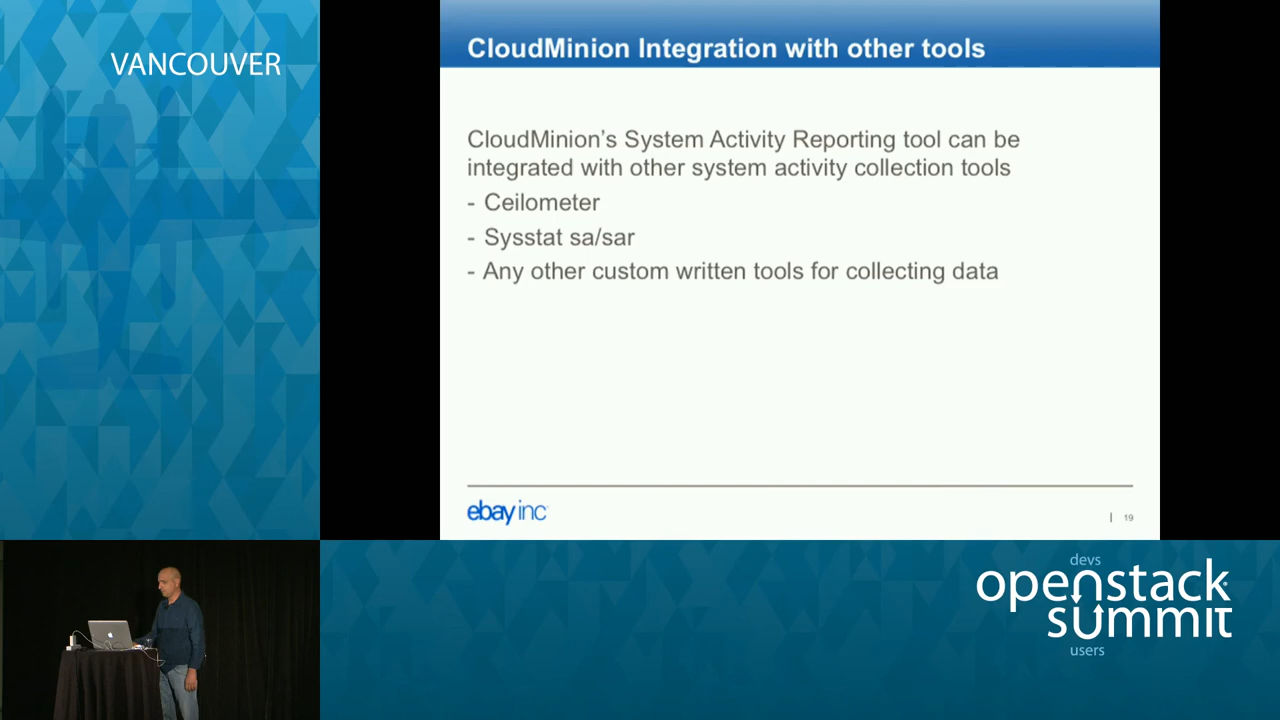 VANCOUVER
CloudMinion Integration with other tools
CloudMinion's System Activity Reporting tool can be
integrated with other system activity collection tools
- Ceilometer
- Sysstat sa/sar
- Any other custom written tools for collecting data
ebay inc
| 19
devs
openstack
summit
users